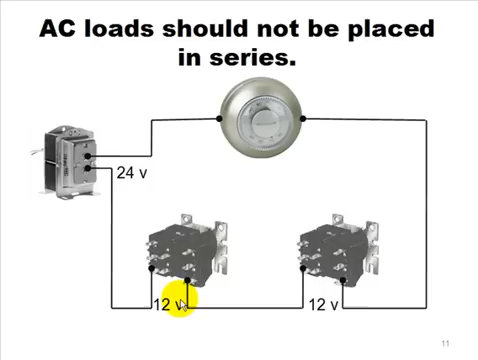 AC loads should not be placed
in series.
24 v
12 v
12 v
11